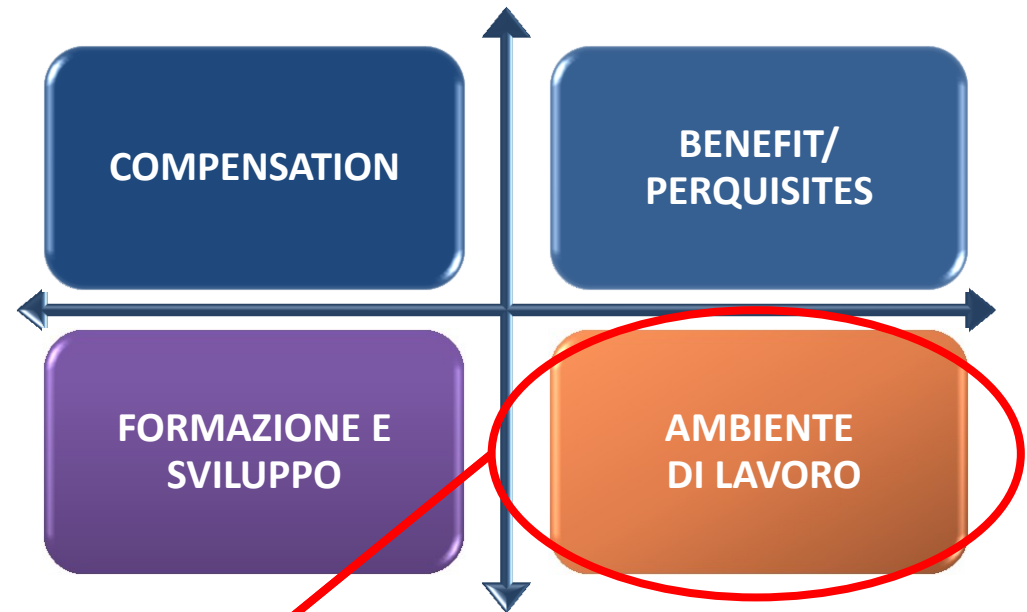 COMPENSATION
BENEFIT/
PERQUISITES
FORMAZIONE E
SVILUPPO
AMBIENTE
DI LAVORO